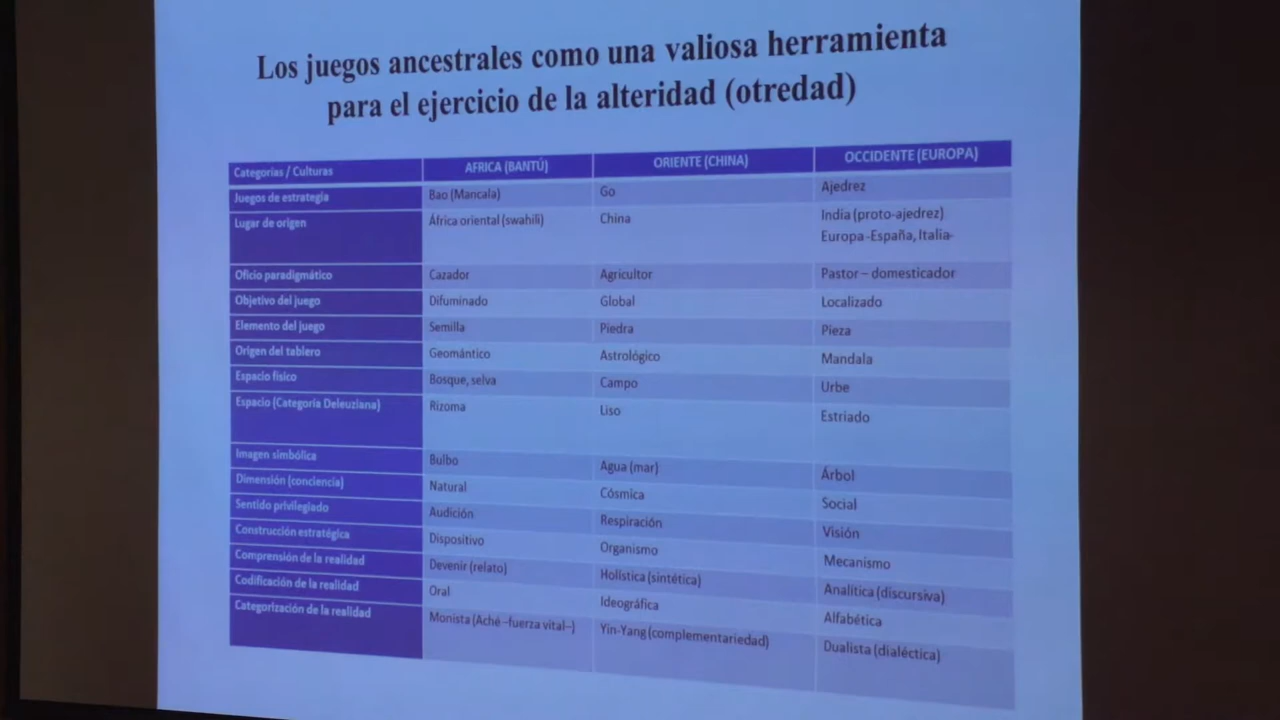 Los juegos ancestrales como una valiosa herramienta
para el ejercicio de la alteridad (otredad)
Categorías / Culturas AFRICA (BANTÚ) ORIENTE (CHINA) OCCIDENTE (EUROPA)
Juegos de estrategia Bao (Mancala) Go Ajedrez
Lugar de origen África oriental (swahili) China India (proto-ajedrez)
Europa -España, Italia-
Oficio paradigmático Cazador Agricultor Pastor – domesticador
Objetivo del juego Difuminado Global Localizado
Elemento del juego Semilla Piedra Pieza
Origen del tablero Geomántico Astrológico Mandala
Espacio físico Bosque, selva Campo Urbe
Espacio (Categoría Deleuziana) Rizoma Liso Estriado
Imagen simbólica Bulbo Agua (mar) Árbol
Dimensión (conciencia) Natural Cósmica Social
Sentido privilegiado Audición Respiración Visión
Construcción estratégica Dispositivo Organismo Mecanismo
Comprensión de la realidad Devenir (relato) Holística (sintética) Analítica (discursiva)
Codificación de la realidad Oral Ideográfica Alfabética
Categorización de la realidad Monista (Aché –fuerza vital–) Yin-Yang (complementariedad) Dualista (dialéctica)